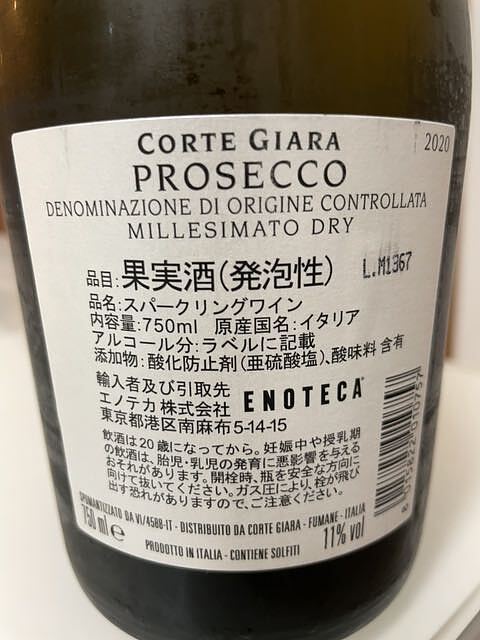 CORTE GIARA
2020
PROSECCO
DENOMINAZIONE DI ORIGINE CONTROLLATA
MILLESIMATO DRY
品目:果実酒(発泡性)
L.M1367
品名:スパークリングワイン
内容量:750ml 原産国名:イタリア
アルコール分:ラベルに記載
添加物:酸化防止剤(亜硫酸塩)、酸味料 含有
輸入者及び引取先
エノテカ株式会社 ENOTECA
東京都港区南麻布5-14-15
飲酒は20歳になってから。妊娠中や授乳期
の飲酒は、胎児・乳児の発育に悪影響を与える
おそれがあります。開栓時、瓶を安全な方向に
向けて抜いてください。ガス圧により、栓が飛び
出す恐れがありますので、ご注意ください。
SPUMANTIZZATO DA VI/4588-IT - DISTRIBUITO DA CORTE GIARA - FUMANE - ITALIA
750 ml e
11% vol
PRODOTTO IN ITALIA - CONTIENE SOLFITI